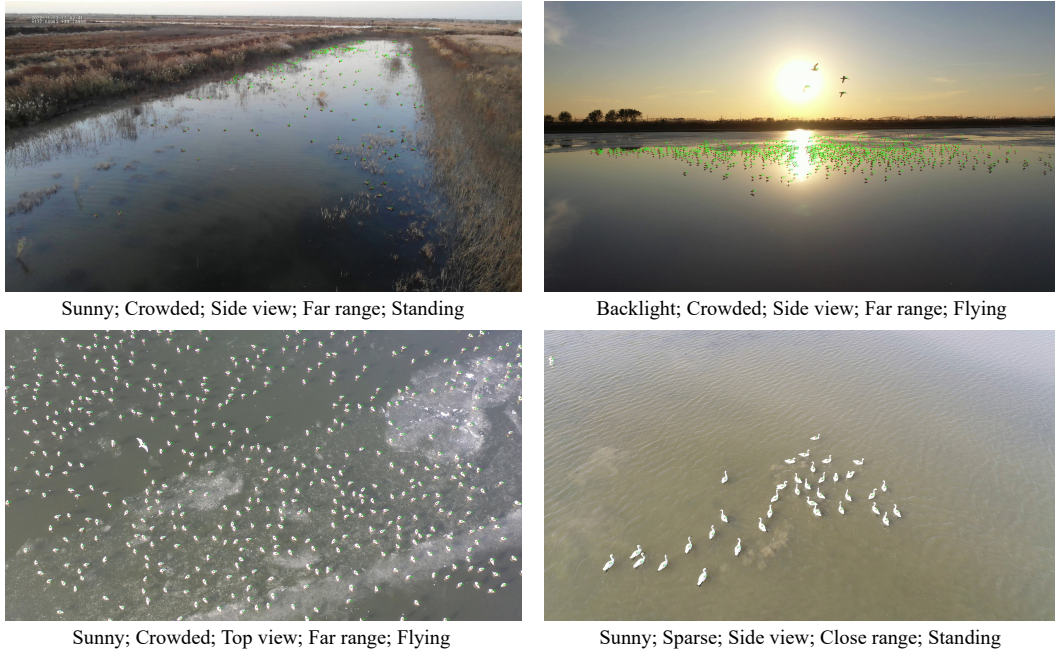 Sunny; Crowded; Side view; Far range; Standing
Backlight; Crowded; Side view; Far range; Flying
Sunny; Crowded; Top view; Far range; Flying
Sunny; Sparse; Side view; Close range; Standing